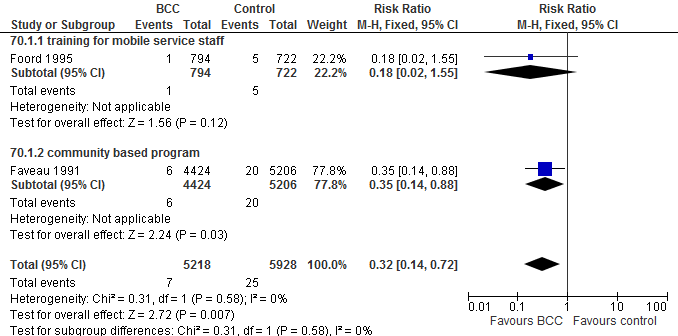 BCC Control Risk Ratio Risk Ratio
Study or Subgroup Events Total Events Total Weight M-H, Fixed, 95% CI M-H, Fixed, 95% CI
70.1.1 training for mobile service staff
Foord 1995 1 794 5 722 22.2% 0.18 [0.02, 1.55]
Subtotal (95% CI) 794 722 22.2% 0.18 [0.02, 1.55]
Total events 1 5
Heterogeneity: Not applicable
Test for overall effect: Z = 1.56 (P = 0.12)
70.1.2 community based program
Faveau 1991 6 4424 20 5206 77.8% 0.35 [0.14, 0.88]
Subtotal (95% CI) 4424 5206 77.8% 0.35 [0.14, 0.88]
Total events 6 20
Heterogeneity: Not applicable
Test for overall effect: Z = 2.24 (P = 0.03)
Total (95% CI) 5218 5928 100.0% 0.32 [0.14, 0.72]
Total events 7 25
Heterogeneity: Chi² = 0.31, df = 1 (P = 0.58); I² = 0%
Test for overall effect: Z = 2.72 (P = 0.007)
Test for subgroup differences: Chi² = 0.31, df = 1 (P = 0.58), I² = 0%
0.01 0.1 1 10 100
Favours BCC Favours control